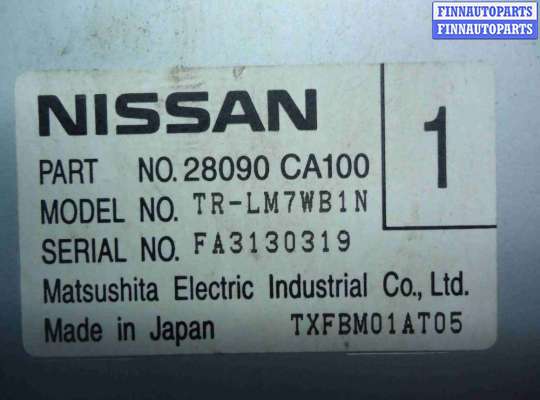 FINNAUTOPARTS
FINNAUTOPARTS
NISSAN
1
PART NO. 28090 CA100
MODEL NO. TR-LM7WB1N
SERIAL NO. FA3130319
Matsushita Electric Industrial Co., Ltd.
Made in Japan TXFBM01AT05